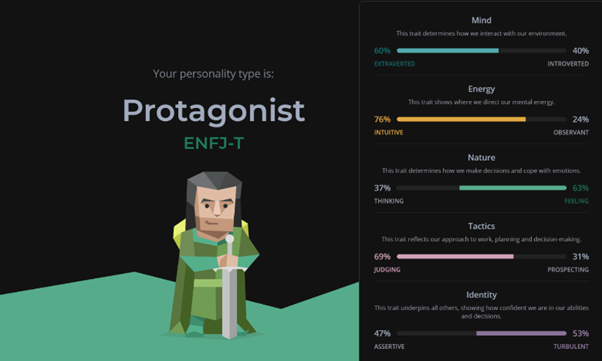 Your personality type is:
Protagonist
ENFJ-T
Mind
This trait determines how we interact with our environment.
60% 40%
EXTRAVERTED INTROVERTED
Energy
This trait shows where we direct our mental energy.
76% 24%
INTUITIVE OBSERVANT
Nature
This trait determines how we make decisions and cope with emotions.
37% 63%
THINKING FEELING
Tactics
This trait reflects our approach to work, planning and decision-making.
69% 31%
JUDGING PROSPECTING
Identity
This trait underpins all others, showing how confident we are in our abilities
and decisions.
47% 53%
ASSERTIVE TURBULENT